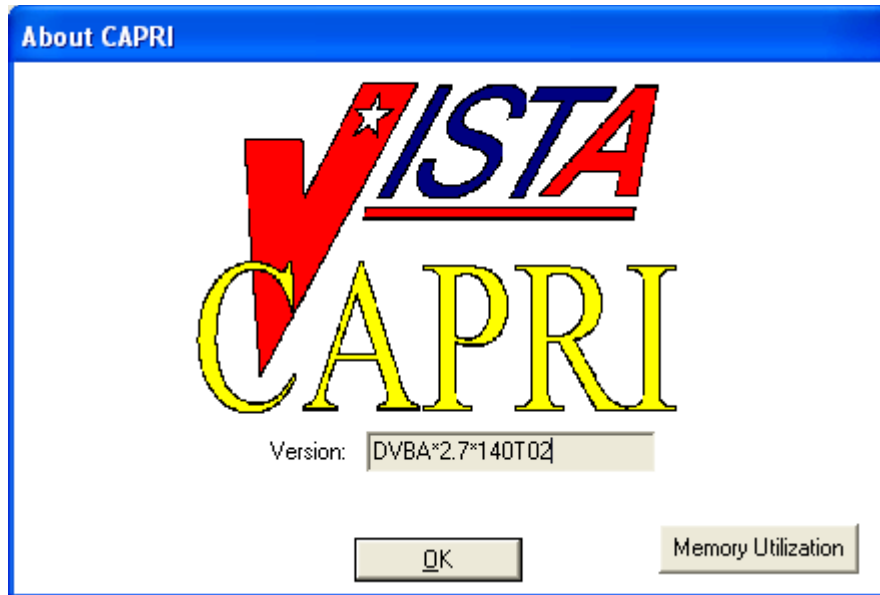 About CAPRI
VISTA
CAPRI
Version: DVBA*2.7*140T02
OK
Memory Utilization